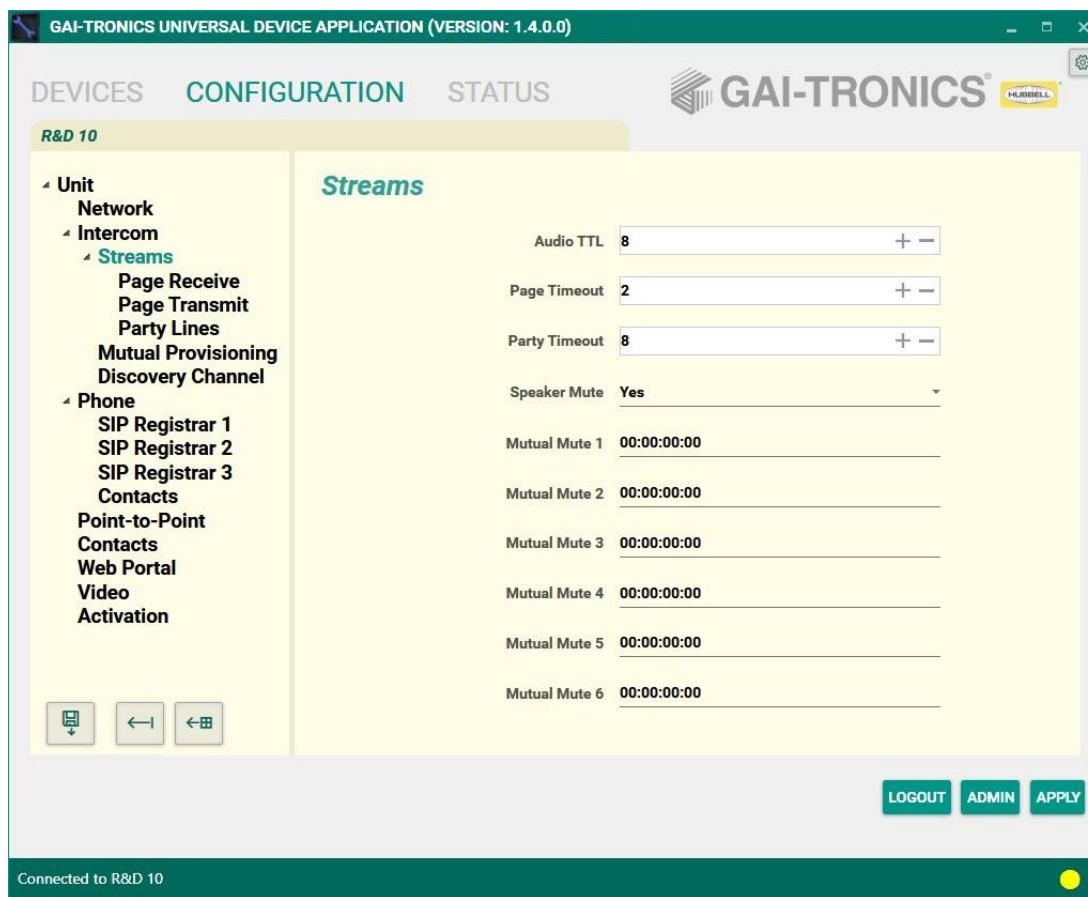 GAI-TRONICS UNIVERSAL DEVICE APPLICATION (VERSION: 1.4.0.0)
DEVICES CONFIGURATION STATUS
GAI-TRONICS®
HUBBELL
R&D 10
Unit
Network
Intercom
Streams
Page Receive
Page Transmit
Party Lines
Mutual Provisioning
Discovery Channel
Phone
SIP Registrar 1
SIP Registrar 2
SIP Registrar 3
Contacts
Point-to-Point
Contacts
Web Portal
Video
Activation
Streams
Audio TTL 8
Page Timeout 2
Party Timeout 8
Speaker Mute Yes
Mutual Mute 1 00:00:00:00
Mutual Mute 2 00:00:00:00
Mutual Mute 3 00:00:00:00
Mutual Mute 4 00:00:00:00
Mutual Mute 5 00:00:00:00
Mutual Mute 6 00:00:00:00
LOGOUT ADMIN APPLY
Connected to R&D 10